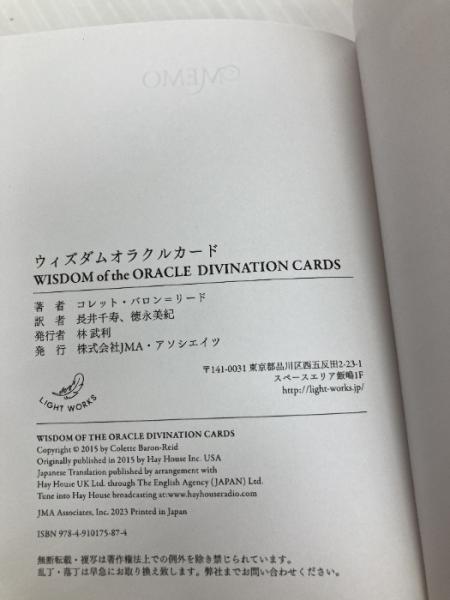 MEMO
ウィズダムオラクルカード
WISDOM of the ORACLE DIVINATION CARDS
著 者 コレット・バロン＝リード
訳 者 長井千寿、徳永美紀
発行者 林 武利
発 行 株式会社JMA・アソシエイツ
〒141-0031 東京都品川区西五反田2-23-1
スペースエリア飯嶋1F
http://light-works.jp/
LIGHT WORKS
WISDOM OF THE ORACLE DIVINATION CARDS
Copyright © 2015 by Colette Baron-Reid
Originally published in 2015 by Hay House Inc. USA
Japanese Translation published by arrangement with
Hay Houie UK Ltd. through The English Agency (JAPAN) Ltd.
Tune into Hay House broadcasting at:www.hayhouseradio.com
JMA Associates, Inc. 2023 Printed in Japan
ISBN 978-4-910175-87-4
無断転載・複写は著作権法上での例外を除き禁じられています。
乱丁・落丁は早急にお取り換え致します。弊社までお問い合わせください。